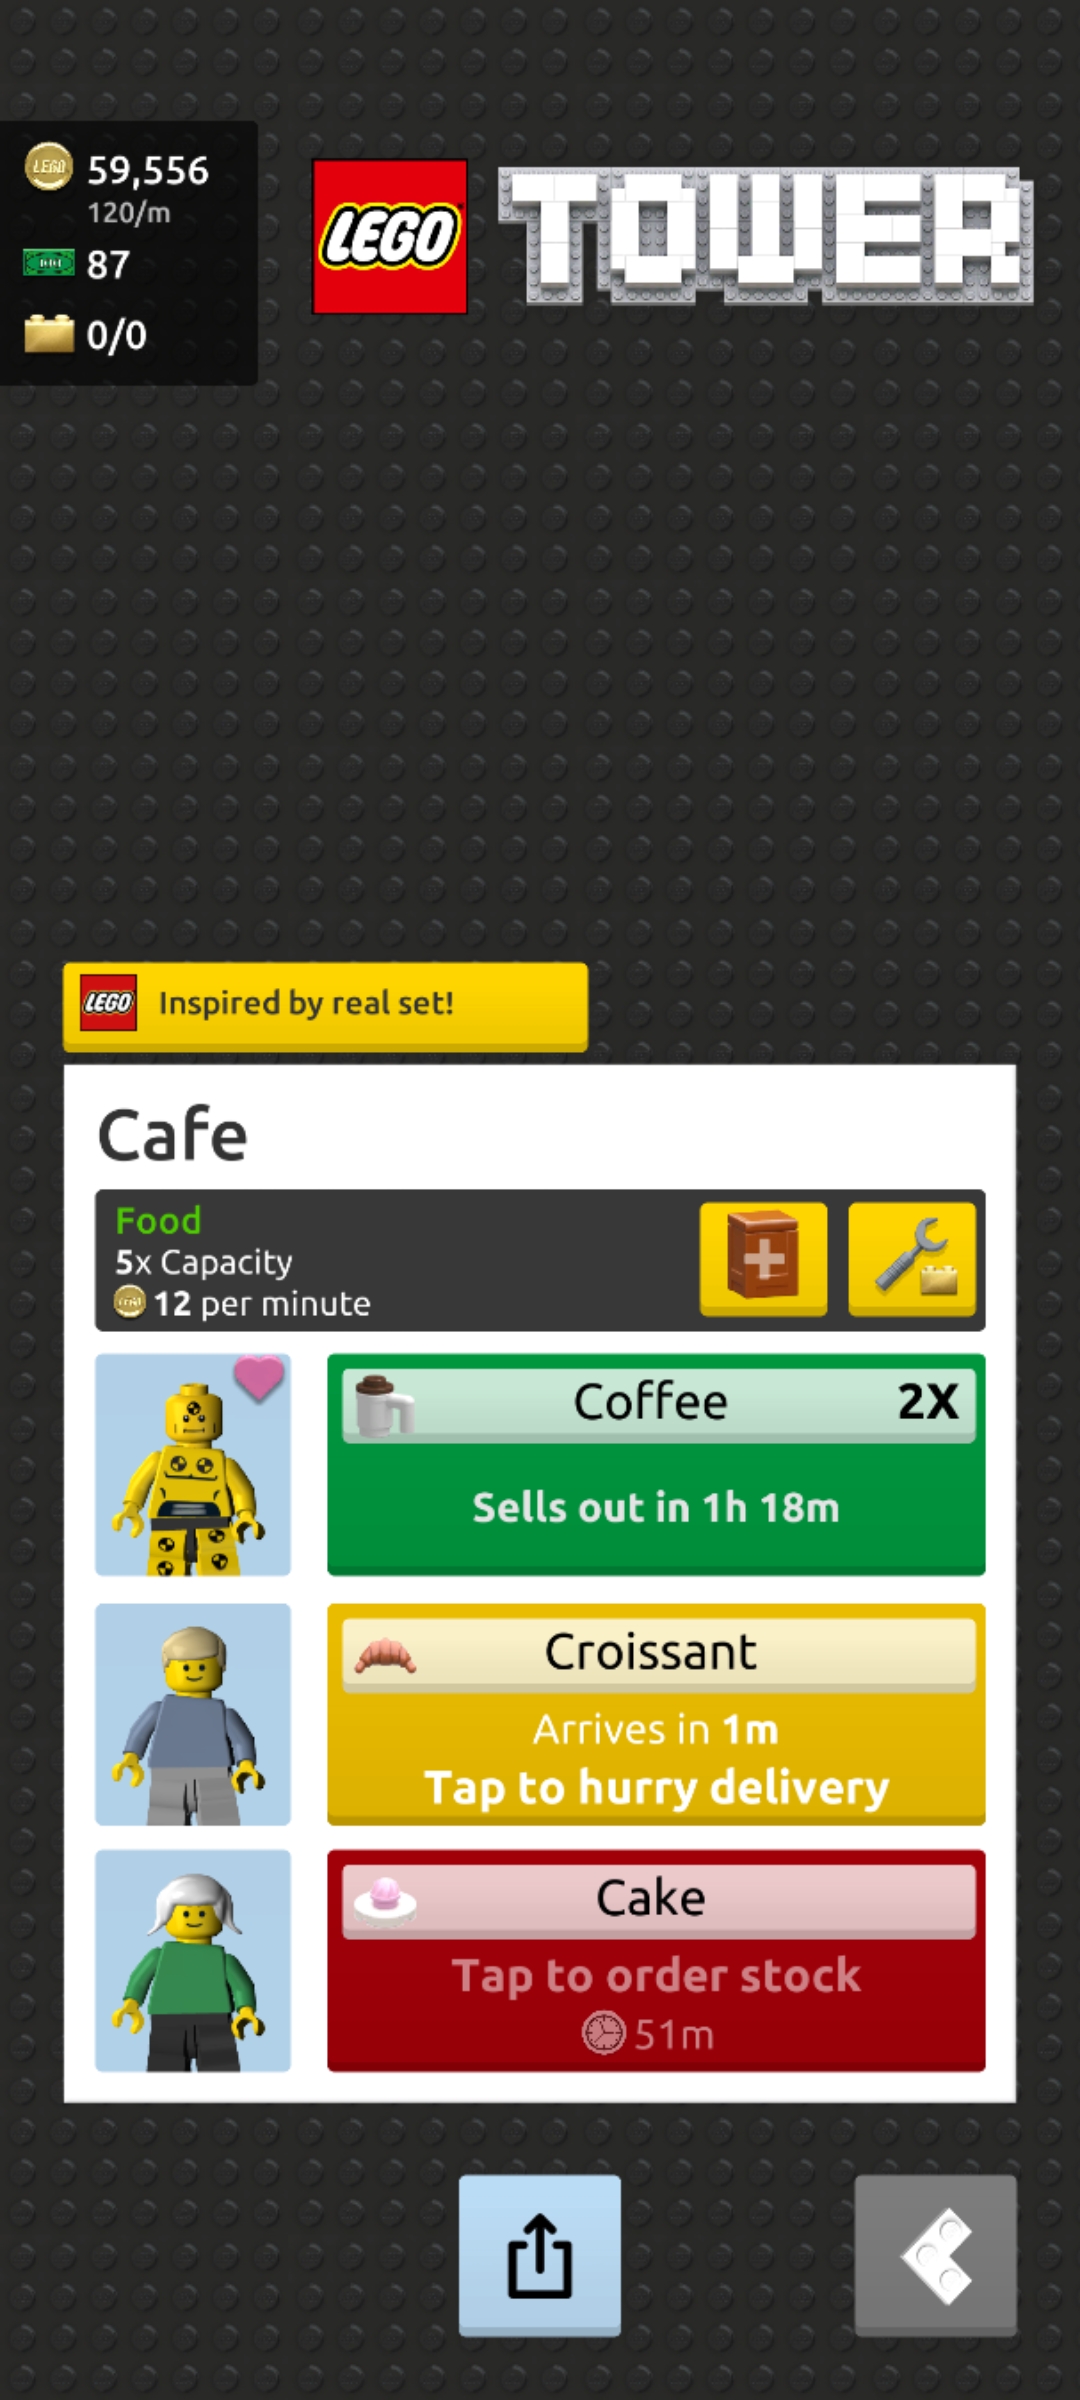 59,556
120/m
87
0/0
LEGO
TOWER
LEGO Inspired by real set!
Cafe
Food
5x Capacity
12 per minute
Coffee 2X
Sells out in 1h 18m
Croissant
Arrives in 1m
Tap to hurry delivery
Cake
Tap to order stock
51m